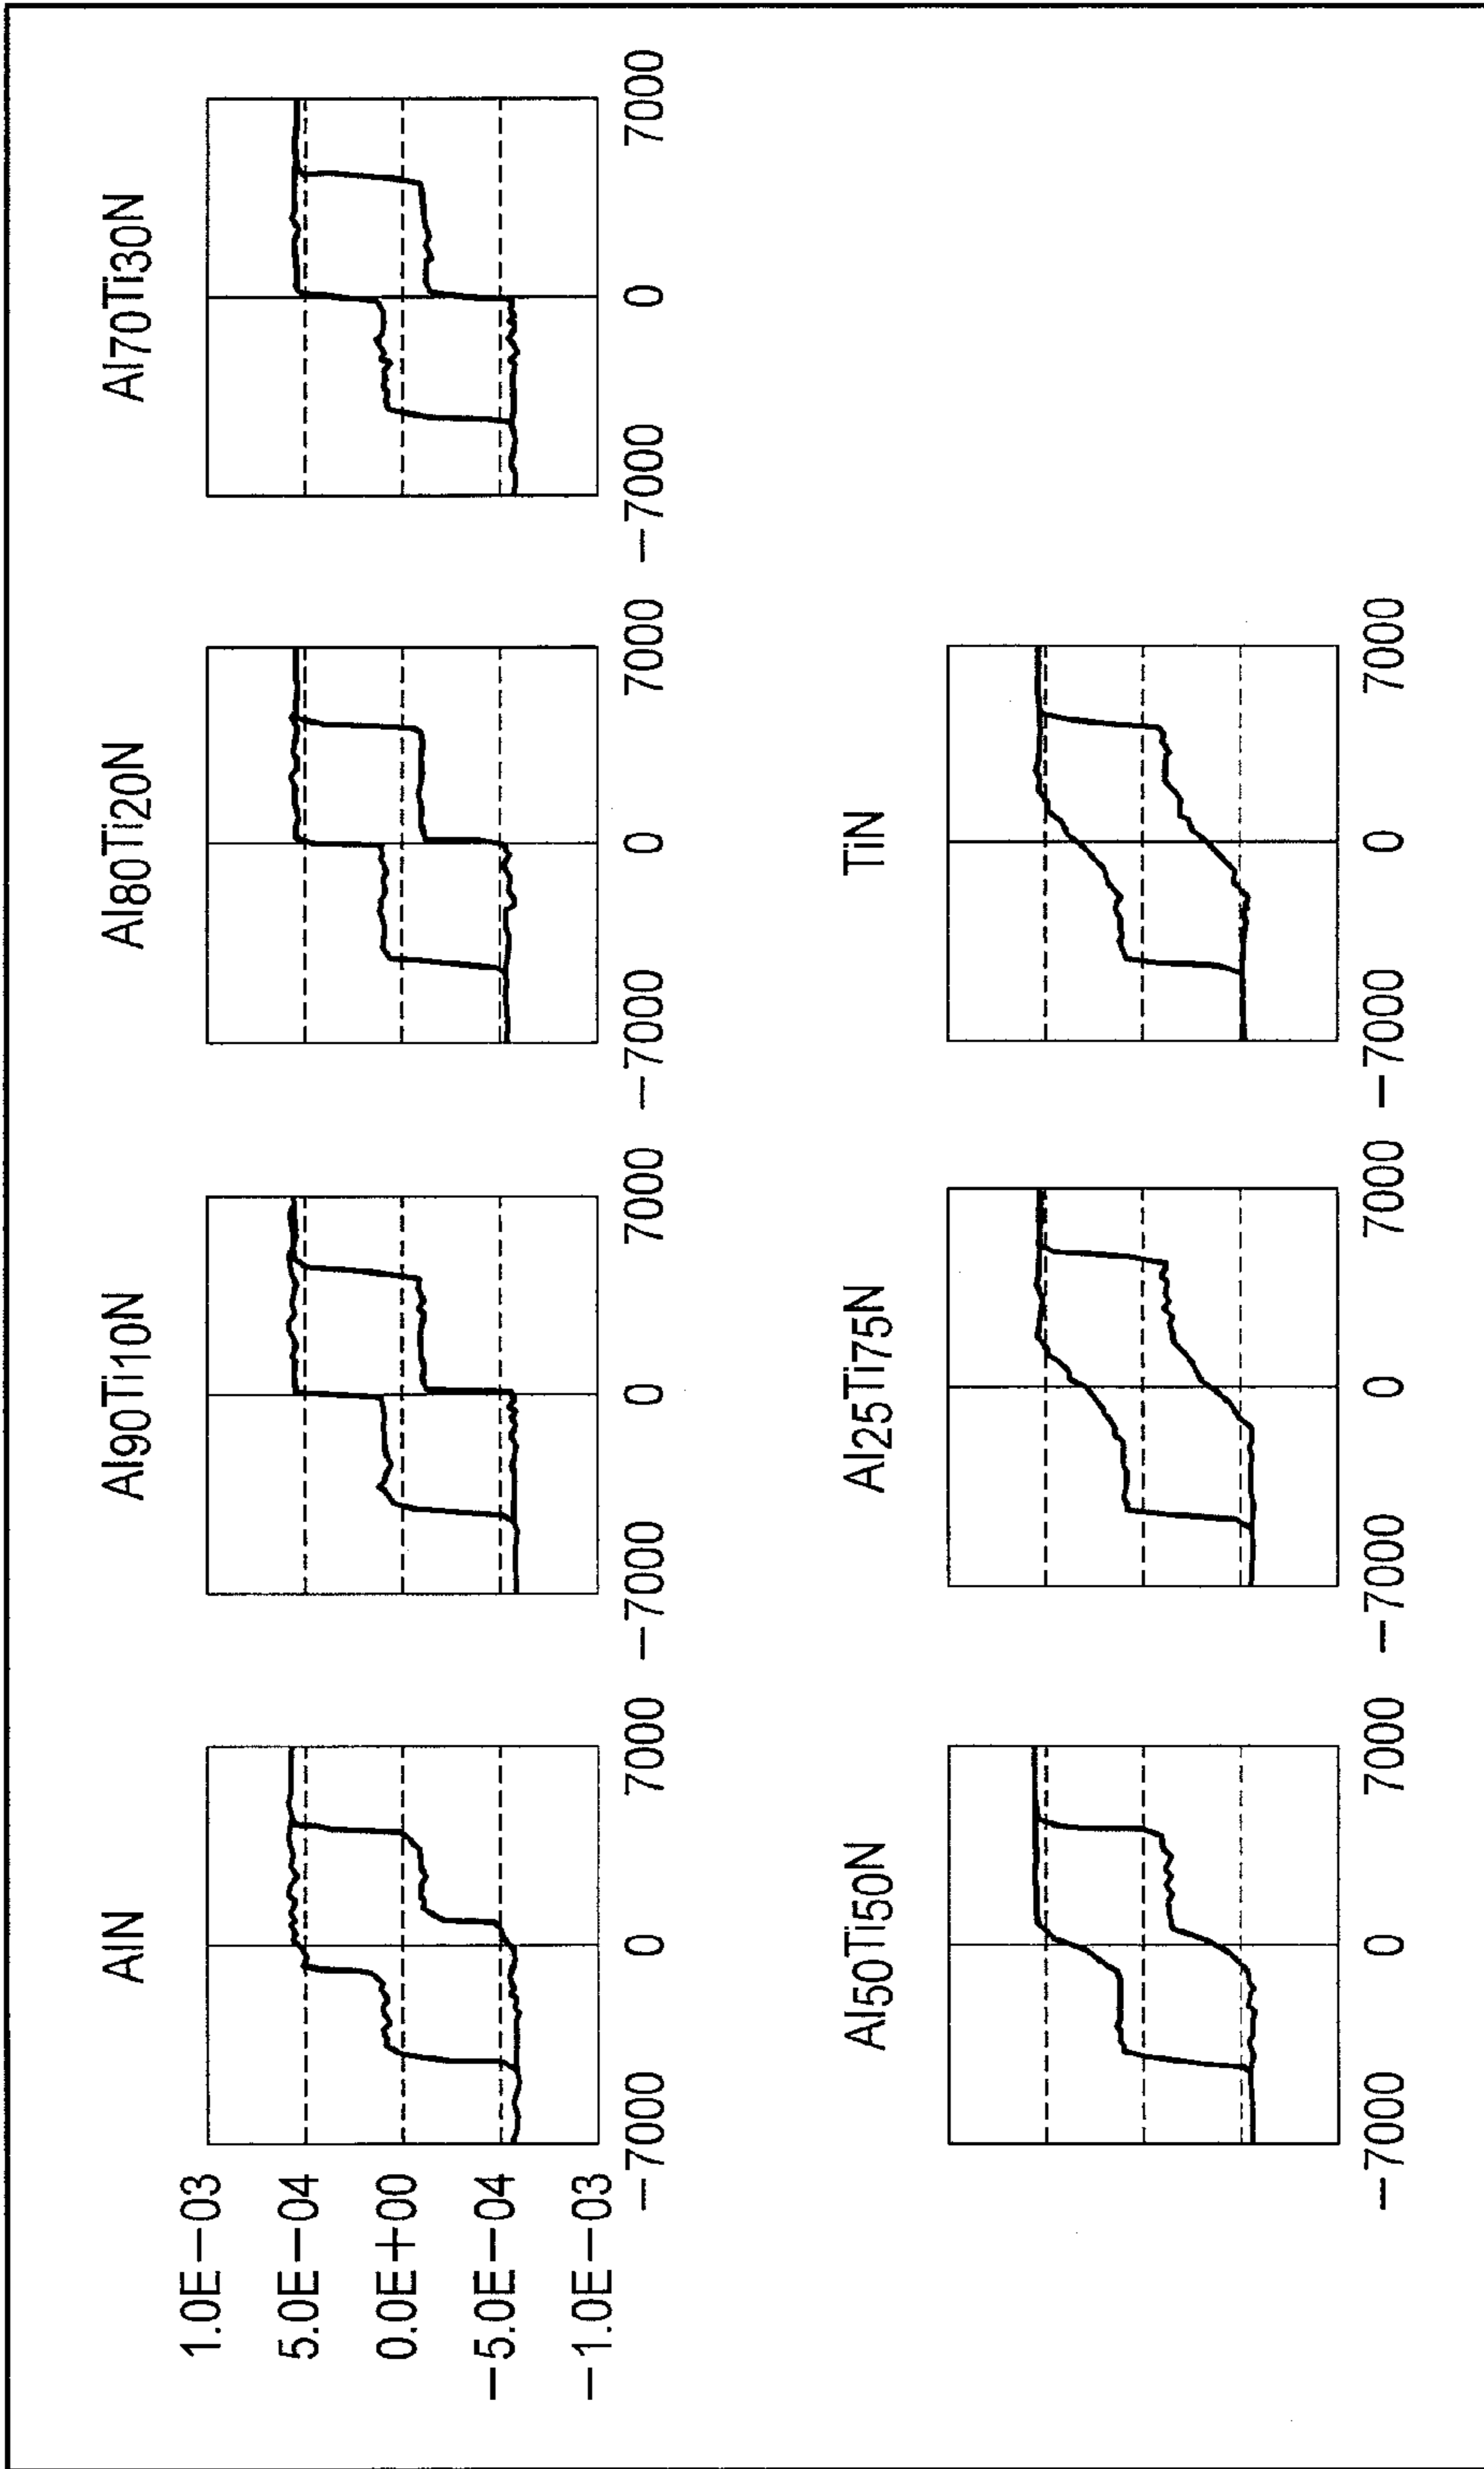 AlN Al90Ti10N Al80Ti20N Al70Ti30N
1.0E−03
5.0E−04
0.0E+00
−5.0E−04
−1.0E−03
−7000 0 7000 −7000 0 7000 −7000 0 7000 −7000 0 7000
Al50Ti50N Al25Ti75N TiN
−7000 0 7000 −7000 0 7000 −7000 0 7000